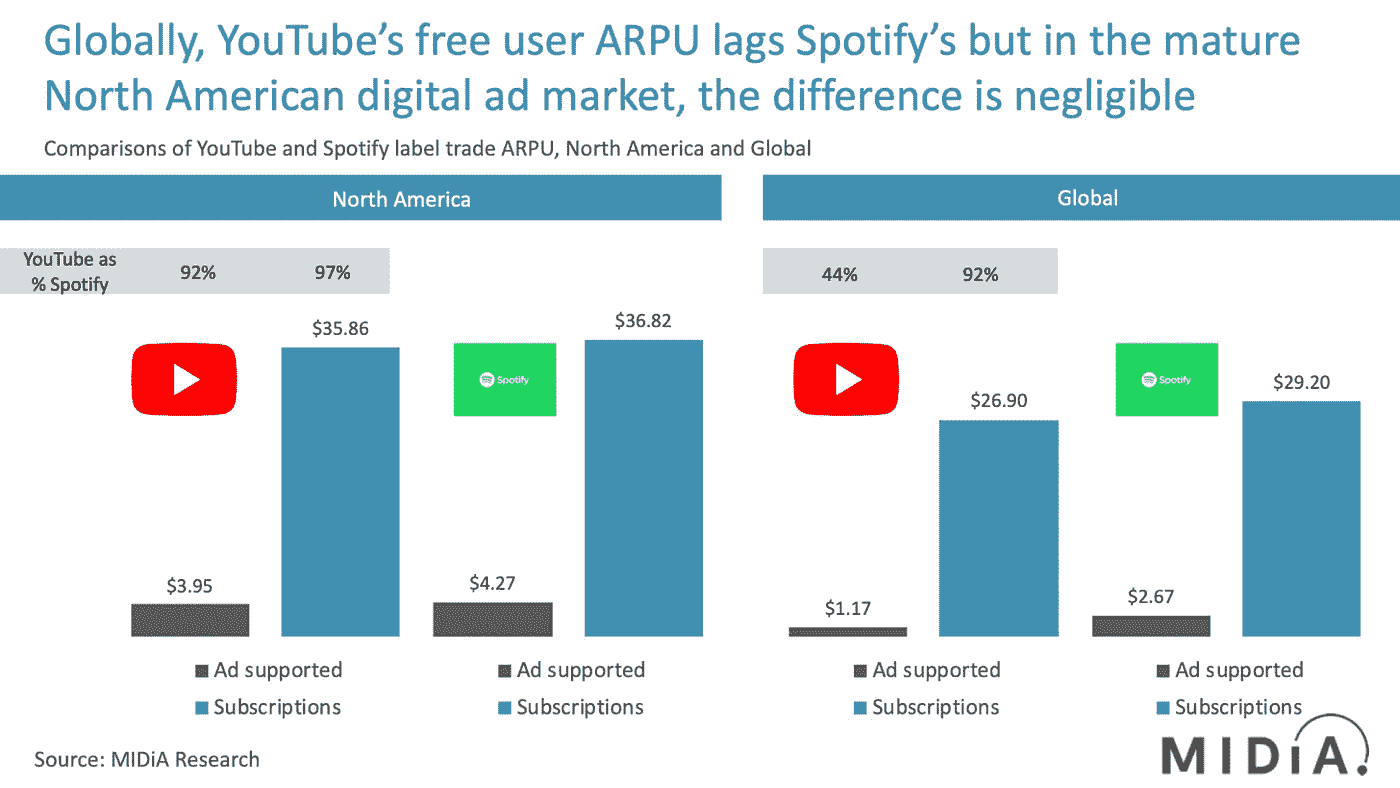 Globally, YouTube’s free user ARPU lags Spotify’s but in the mature
North American digital ad market, the difference is negligible
Comparisons of YouTube and Spotify label trade ARPU, North America and Global
North America
YouTube as
% Spotify
92%
97%
$35.86
$36.82
Spotify
$3.95
$4.27
Ad supported
Subscriptions
Ad supported
Subscriptions
Global
44%
92%
$26.90
$29.20
Spotify
$1.17
$2.67
Ad supported
Subscriptions
Ad supported
Subscriptions
Source: MIDiA Research
MIDiA